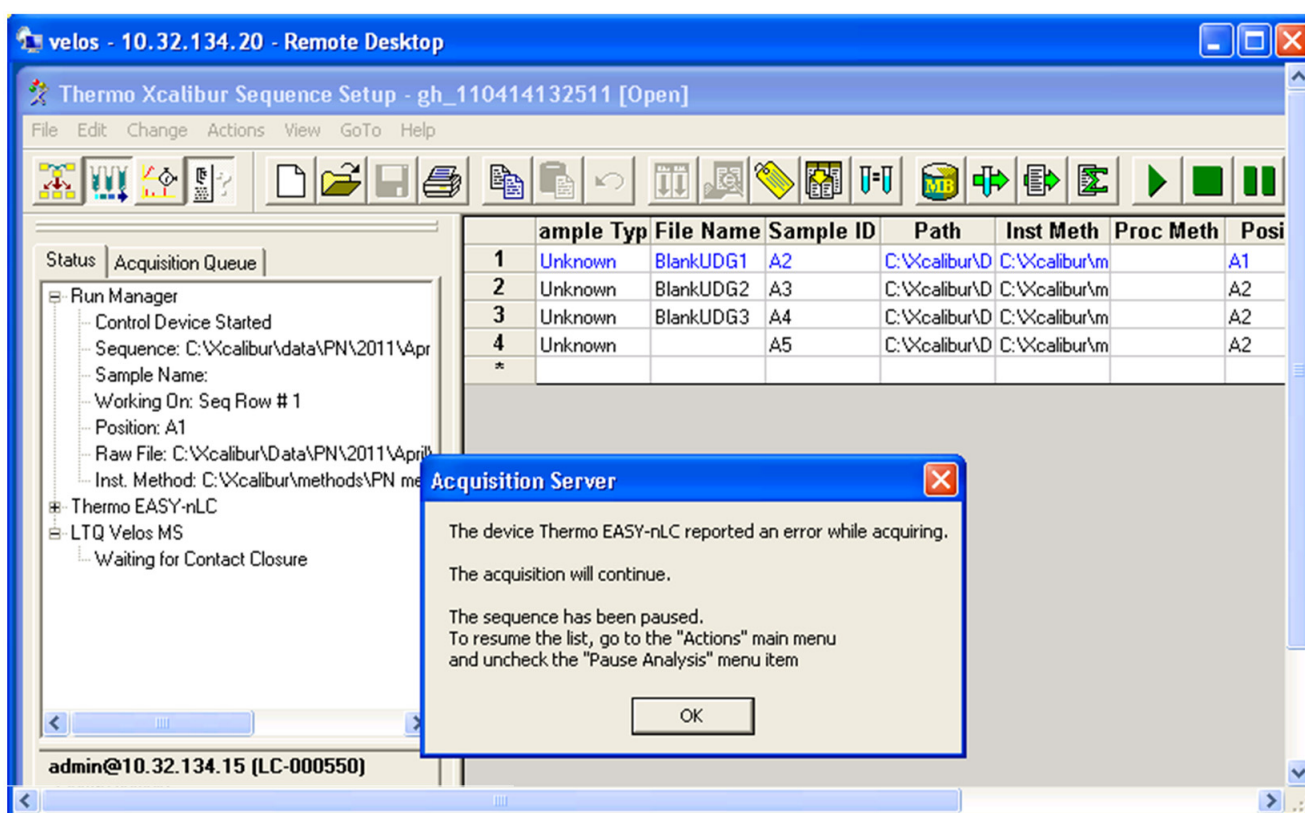 velos - 10.32.134.20 - Remote Desktop
Thermo Xcalibur Sequence Setup - gh_110414132511 [Open]
File Edit Change Actions View GoTo Help
MB
Status Acquisition Queue
Run Manager
Control Device Started
Sequence: C:\Xcalibur\data\PN\2011\Apr
Sample Name:
Working On: Seq Row # 1
Position: A1
Raw File: C:\Xcalibur\Data\PN\2011\April\
Inst. Method: C:\Xcalibur\methods\PN me
Thermo EASY-nLC
LTQ Velos MS
Waiting for Contact Closure
admin@10.32.134.15 (LC-000550)
ample Typ File Name Sample ID Path Inst Meth Proc Meth Posi
1 Unknown BlankUDG1 A2 C:\Xcalibur\D C:\Xcalibur\m A1
2 Unknown BlankUDG2 A3 C:\Xcalibur\D C:\Xcalibur\m A2
3 Unknown BlankUDG3 A4 C:\Xcalibur\D C:\Xcalibur\m A2
4 Unknown A5 C:\Xcalibur\D C:\Xcalibur\m A2
*
Acquisition Server
The device Thermo EASY-nLC reported an error while acquiring.
The acquisition will continue.
The sequence has been paused.
To resume the list, go to the "Actions" main menu
and uncheck the "Pause Analysis" menu item
OK